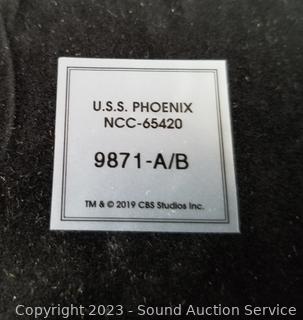 U.S.S. PHOENIX
NCC-65420
9871-A/B
TM & © 2019 CBS Studios Inc.
Copyright 2023 - Sound Auction Service